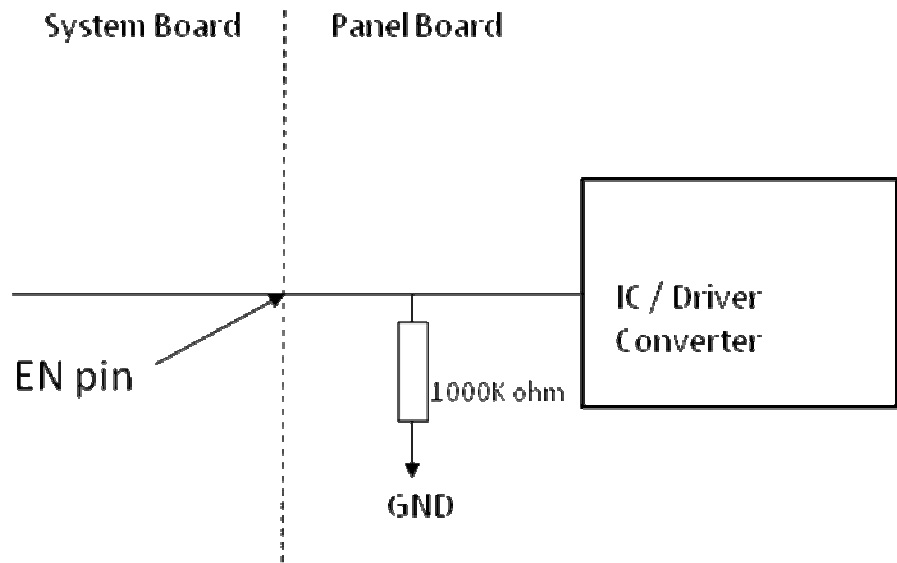 System Board
Panel Board
IC / Driver
Converter
EN pin
1000K ohm
GND